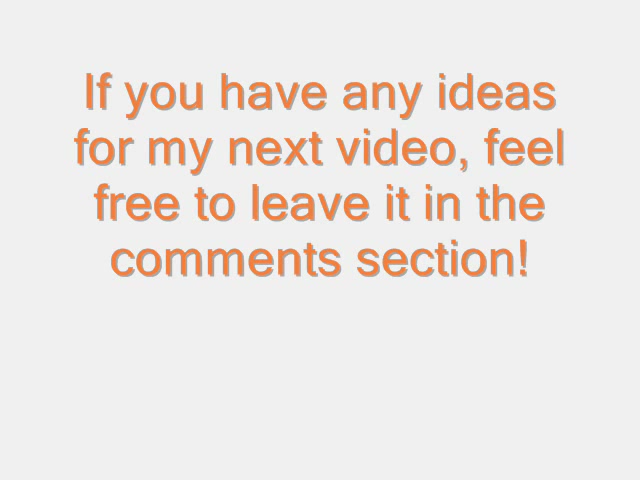 If you have any ideas
for my next video, feel
free to leave it in the
comments section!